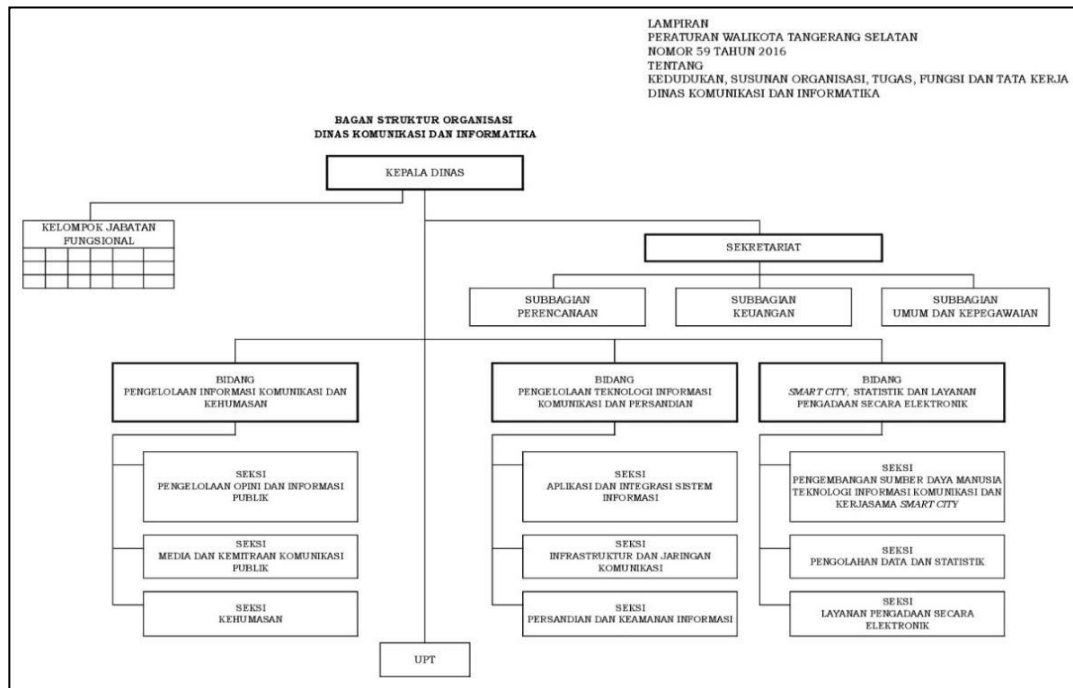 LAMPIRAN
PERATURAN WALIKOTA TANGERANG SELATAN
NOMOR 59 TAHUN 2016
TENTANG
KEDUDUKAN, SUSUNAN ORGANISASI, TUGAS, FUNGSI DAN TATA KERJA
DINAS KOMUNIKASI DAN INFORMATIKA
BAGAN STRUKTUR ORGANISASI
DINAS KOMUNIKASI DAN INFORMATIKA
KEPALA DINAS
KELOMPOK JABATAN
FUNGSIONAL
SEKRETARIAT
SUBBAGIAN
PERENCANAAN
SUBBAGIAN
KEUANGAN
SUBBAGIAN
UMUM DAN KEPEGAWAIAN
BIDANG
PENGELOLAAN INFORMASI KOMUNIKASI DAN
KEHUMASAN
BIDANG
PENGELOLAAN TEKNOLOGI INFORMASI
KOMUNIKASI DAN PERSANDIAN
BIDANG
SMART CITY, STATISTIK DAN LAYANAN
PENGADAAN SECARA ELEKTRONIK
SEKSI
PENGELOLAAN OPINI DAN INFORMASI
PUBLIK
SEKSI
APLIKASI DAN INTEGRASI SISTEM
INFORMASI
SEKSI
PENGEMBANGAN SUMBER DAYA MANUSIA
TEKNOLOGI INFORMASI KOMUNIKASI DAN
KERJASAMA SMART CITY
SEKSI
MEDIA DAN KEMITRAAN KOMUNIKASI
PUBLIK
SEKSI
INFRASTRUKTUR DAN JARINGAN
KOMUNIKASI
SEKSI
PENGOLAHAN DATA DAN STATISTIK
SEKSI
KEHUMASAN
SEKSI
PERSANDIAN DAN KEAMANAN INFORMASI
SEKSI
LAYANAN PENGADAAN SECARA
ELEKTRONIK
UPT